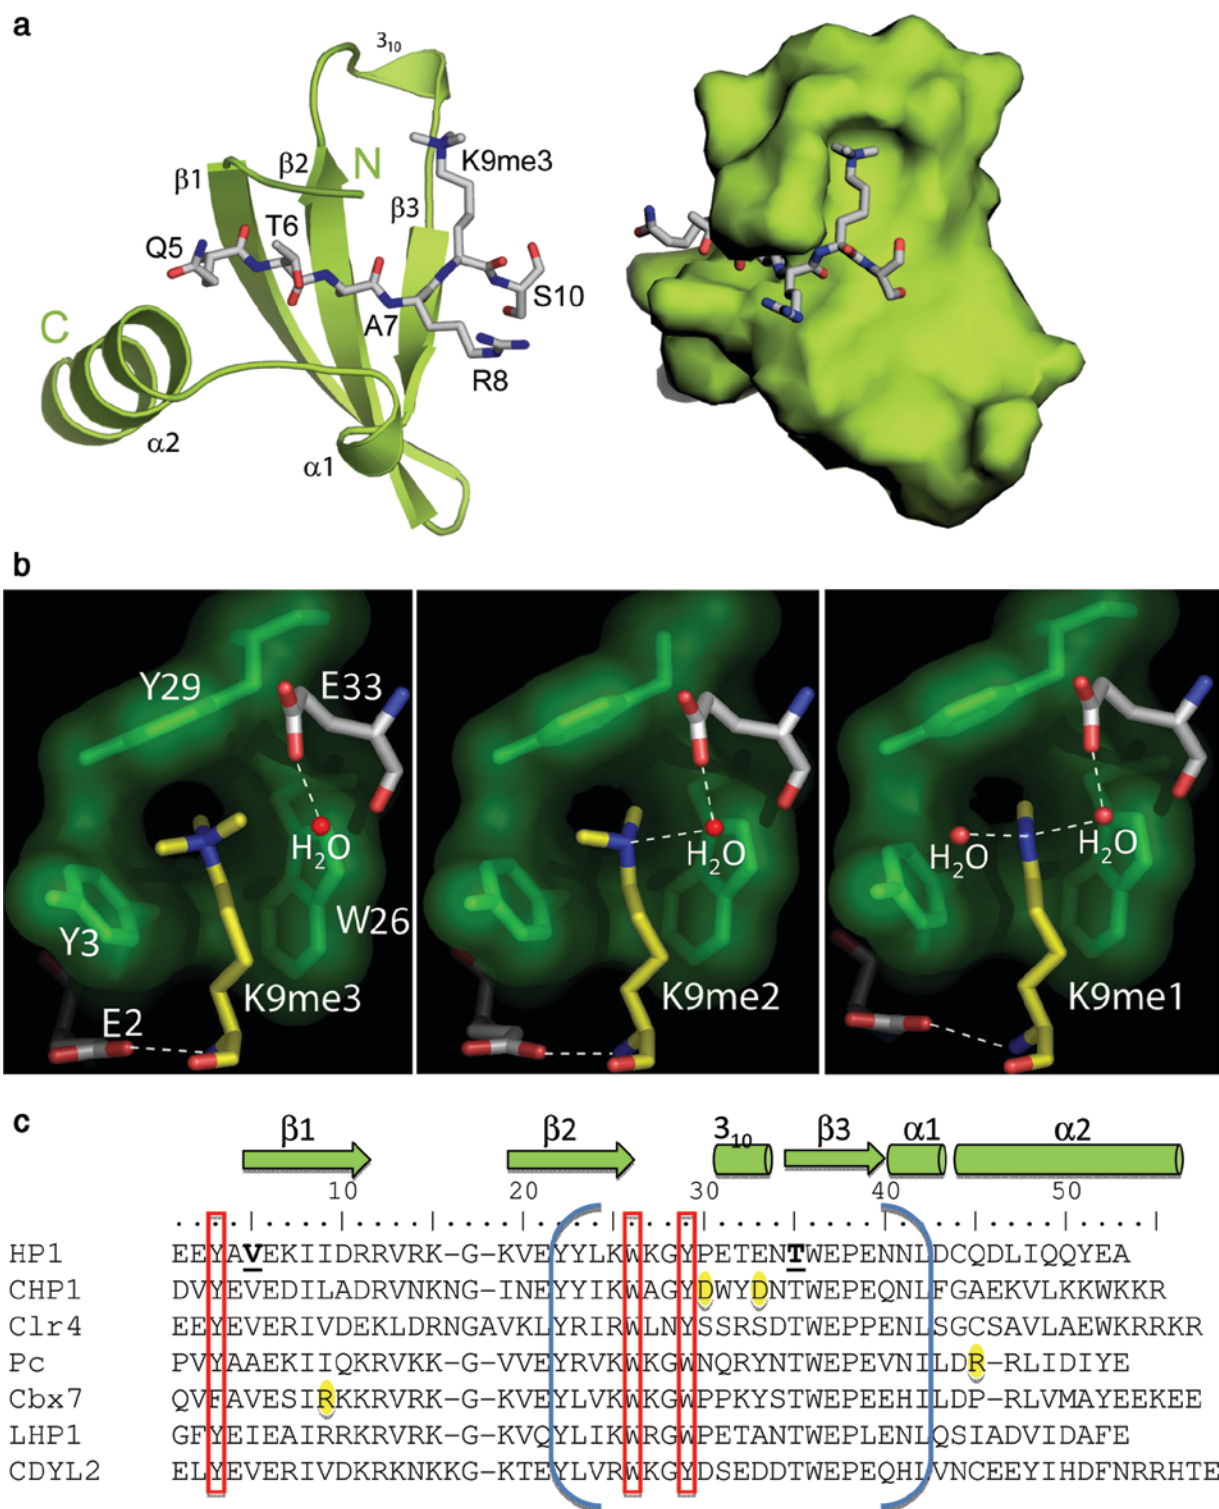 a
3₁₀
β1
β2
N
K9me3
β3
Q5
T6
S10
A7
C
R8
α2
α1
b
Y29
E33
H₂O
H₂O
H₂O
Y3
W26
K9me3
K9me2
K9me1
E2
c
β1 β2 3₁₀ β3 α1 α2
10 20 30 40 50
HP1 EEYAVEKIIDRRVRK-G-KVEYYLKWKGYPETENTWEPENNLDCQDLIQQYEA
CHP1 DVYEVEDILADRVNKNG-INEYYIKWAGYDWYDNTWEPEQNLFGAEKVLKKWKKR
Clr4 EEYEVERIVDEKLDRNGAVKLYRIRWLNYSSRSDTWEPPENLSGCSAVLAEWKRRKR
Pc PVYAAEKIIQKRVKK-G-VVEYRVKWKGWNQRYNTWEPEVNILDR-RLIDIYE
Cbx7 QVFAVESIRKKRVRK-G-KVEYLVKWKGWPPKYSTWEPEEHILDP-RLVMAYEEKEE
LHP1 GFYEIEAIRRKRVRK-G-KVQYLIKWRGWPETANTWEPLENLQSIADVIDAFE
CDYL2 ELYEVERIVDKRKNKKG-KTEYLVRWKGYDSEDDTWEPEQHLVNCEEYIHDFNRRHTE